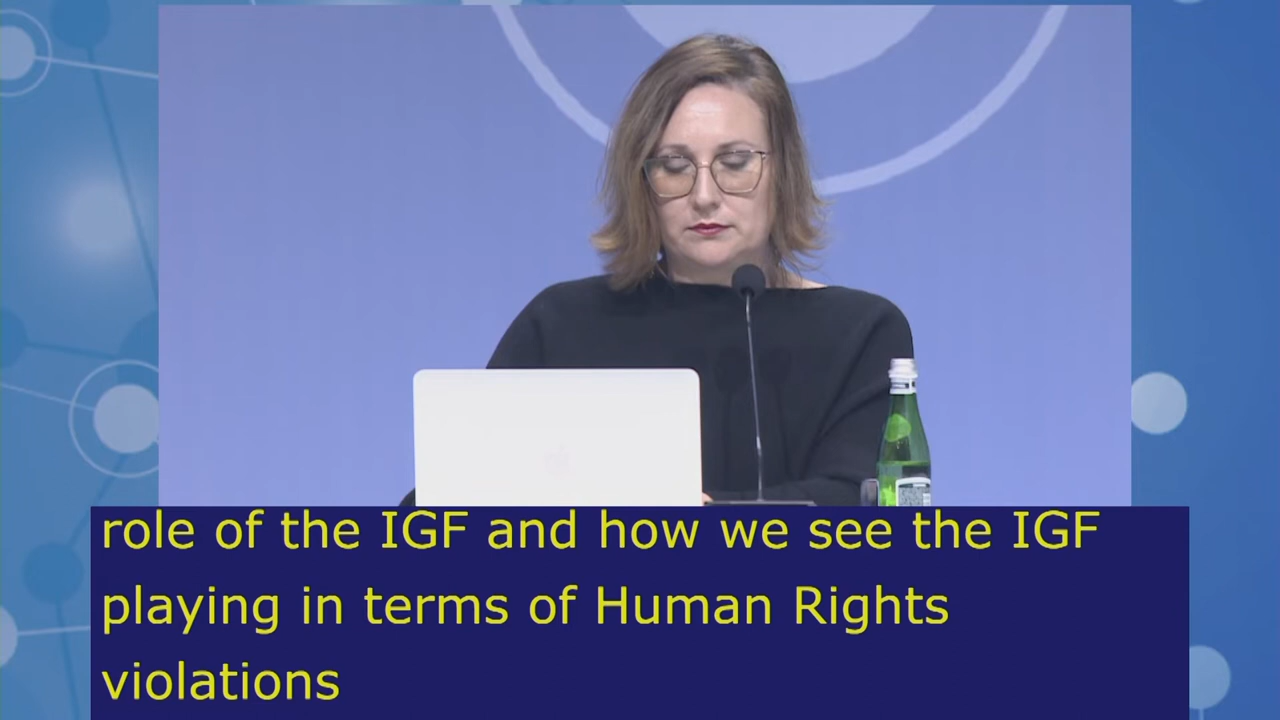 role of the IGF and how we see the IGF
playing in terms of Human Rights
violations